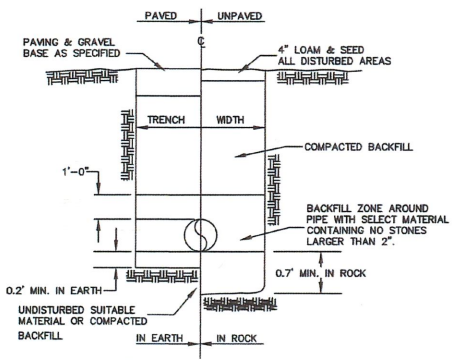 PAVED
UNPAVED
℄
PAVING & GRAVEL
BASE AS SPECIFIED
4" LOAM & SEED
ALL DISTURBED AREAS
TRENCH
WIDTH
COMPACTED BACKFILL
1'-0"
BACKFILL ZONE AROUND
PIPE WITH SELECT MATERIAL
CONTAINING NO STONES
LARGER THAN 2".
0.7' MIN. IN ROCK
0.2' MIN. IN EARTH
UNDISTURBED SUITABLE
MATERIAL OR COMPACTED
BACKFILL
IN EARTH
IN ROCK